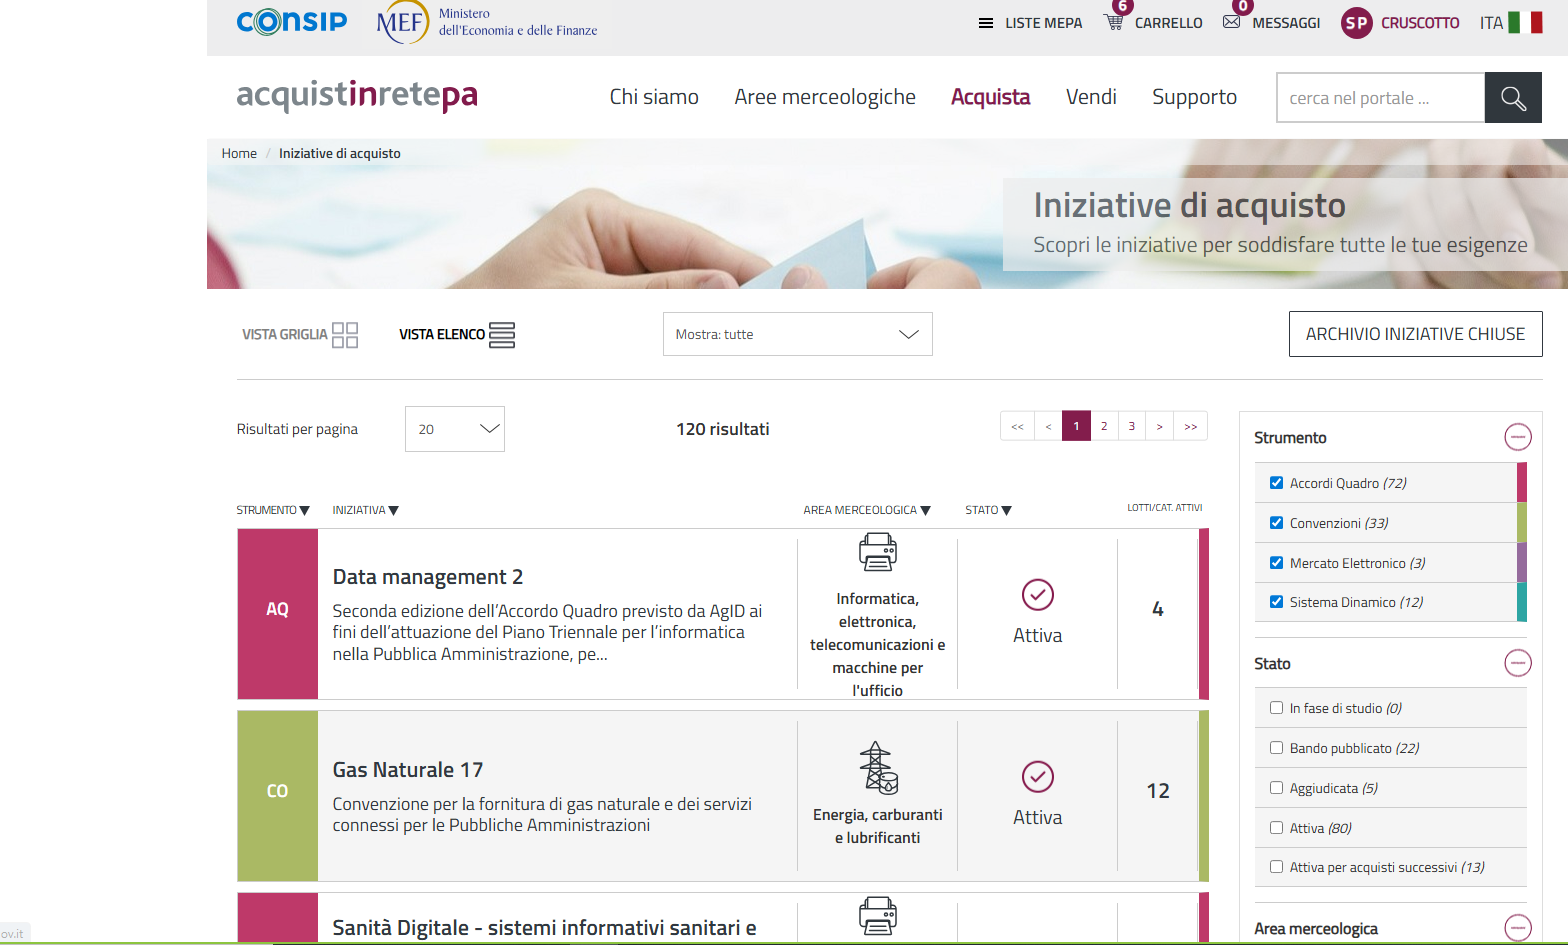 CONSIP
MEF
Ministero
dell'Economia e delle Finanze
LISTE MEPA
6
CARRELLO
0
MESSAGGI
SP
CRUSCOTTO
ITA
acquistinretepa
Chi siamo
Aree merceologiche
Acquista
Vendi
Supporto
cerca nel portale ...
Home / Iniziative di acquisto
Iniziative di acquisto
Scopri le iniziative per soddisfare tutte le tue esigenze
VISTA GRIGLIA
VISTA ELENCO
Mostra: tutte
ARCHIVIO INIZIATIVE CHIUSE
Risultati per pagina
20
120 risultati
<< < 1 2 3 > >>
STRUMENTO
INIZIATIVA
AREA MERCEOLOGICA
STATO
LOTTI/CAT. ATTIVI
AQ
Data management 2
Seconda edizione dell’Accordo Quadro previsto da AgID ai
fini dell’attuazione del Piano Triennale per l’informatica
nella Pubblica Amministrazione, pe...
Informatica,
elettronica,
telecomunicazioni e
macchine per
l'ufficio
Attiva
4
CO
Gas Naturale 17
Convenzione per la fornitura di gas naturale e dei servizi
connessi per le Pubbliche Amministrazioni
Energia, carburanti
e lubrificanti
Attiva
12
Sanità Digitale - sistemi informativi sanitari e
Strumento
Accordi Quadro (72)
Convenzioni (33)
Mercato Elettronico (3)
Sistema Dinamico (12)
Stato
In fase di studio (0)
Bando pubblicato (22)
Aggiudicata (5)
Attiva (80)
Attiva per acquisti successivi (13)
Area merceologica
ov.it